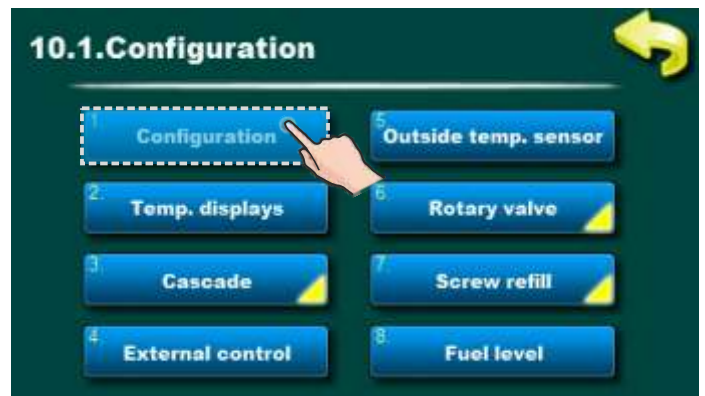 10.1.Configuration
1.
Configuration
2.
Temp. displays
3.
Cascade
4
External control
5.
Outside temp. sensor
6.
Rotary valve
7.
Screw refill
8.
Fuel level